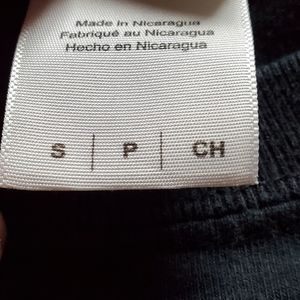 Made in Nicaragua
Fabriqué au Nicaragua
Hecho en Nicaragua
S | P | CH